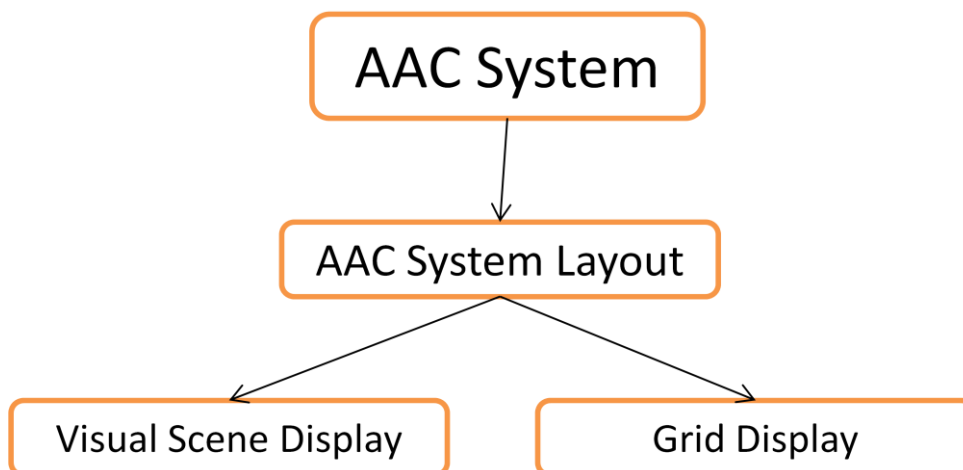 AAC System
AAC System Layout
Visual Scene Display
Grid Display